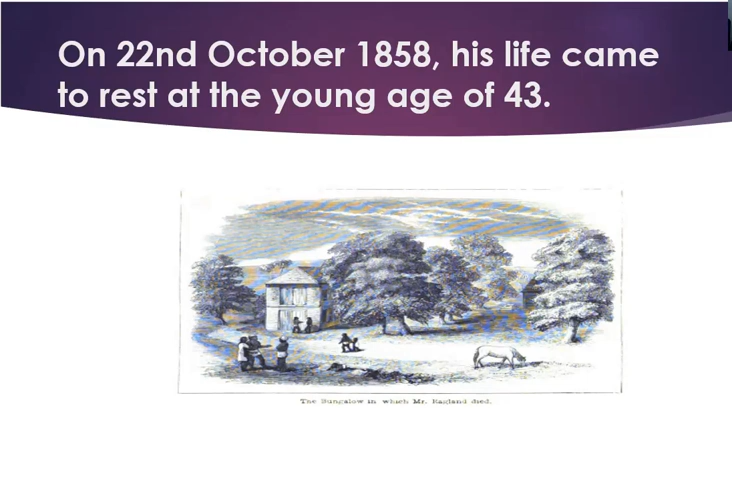 On 22nd October 1858, his life came
to rest at the young age of 43.
The Bungalow in which Mr. Ragland died.